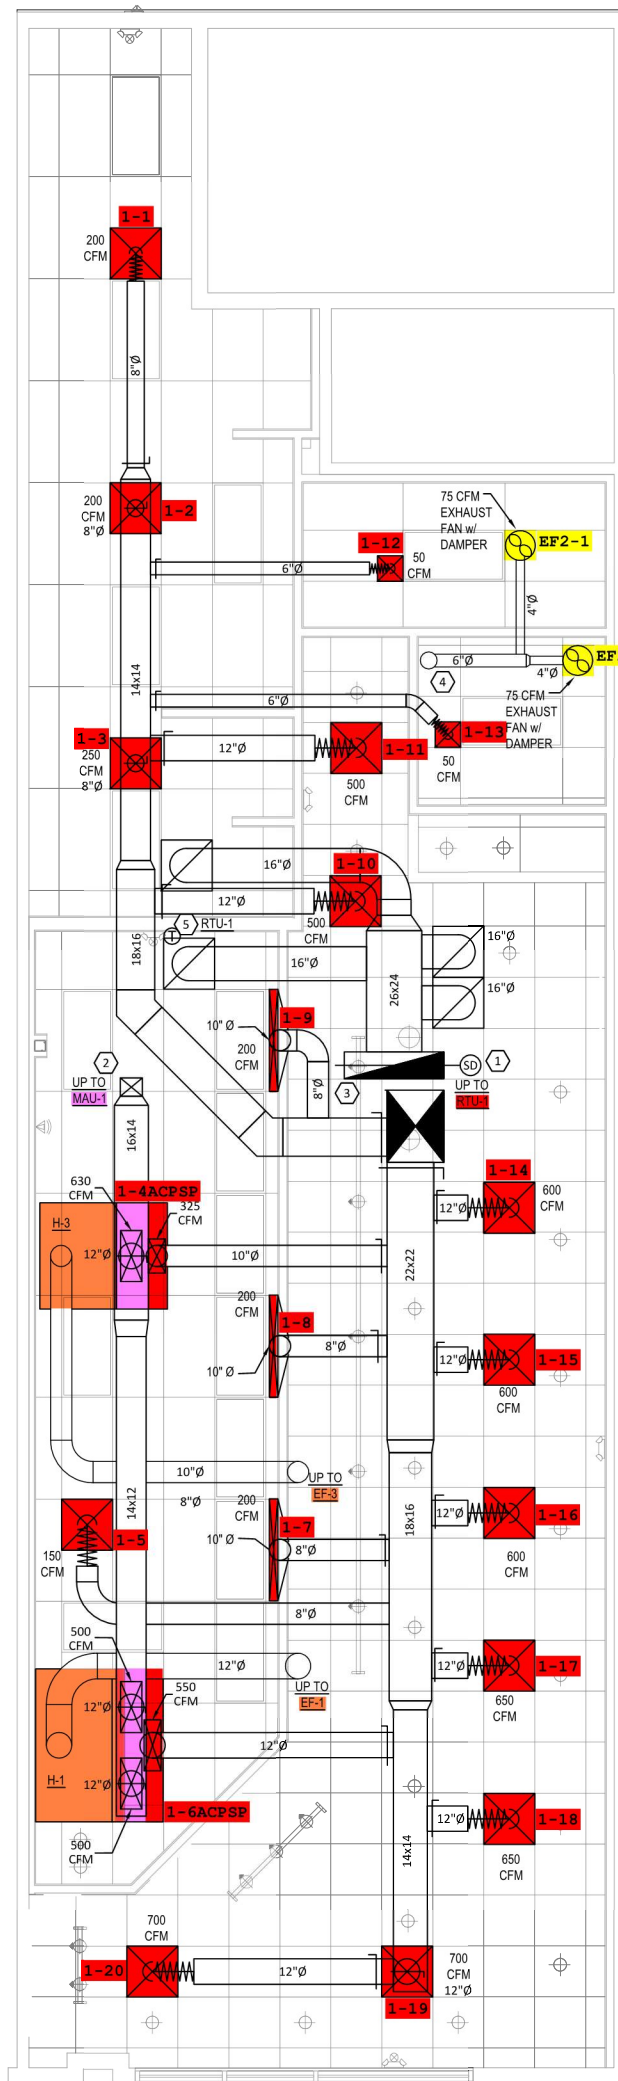 1-1
200
CFM
8"Ø
200
CFM
8"Ø
1-2
75 CFM
EXHAUST
FAN w/
DAMPER
EF2-1
1-12
50
CFM
6"Ø
4"Ø
14x14
6"Ø
4"Ø
EF
4
6"Ø
75 CFM
EXHAUST
FAN w/
DAMPER
1-3
250
CFM
8"Ø
12"Ø
1-11
500
CFM
1-13
50
CFM
16"Ø
1-10
12"Ø
500
CFM
5
RTU-1
18x16
16"Ø
26x24
16"Ø
16"Ø
1-9
10" Ø
200
CFM
8"Ø
3
SD
1
UP TO
RTU-1
2
UP TO
MAU-1
16x14
630
CFM
1-4ACPSP
325
CFM
H-3
12"Ø
10"Ø
1-14
600
CFM
12"Ø
22x22
200
CFM
1-8
8"Ø
10" Ø
12"Ø
1-15
600
CFM
10"Ø
UP TO
EF-3
14x12
8"Ø
200
CFM
1-7
10" Ø
8"Ø
18x16
12"Ø
1-16
600
CFM
1-5
150
CFM
8"Ø
500
CFM
12"Ø
UP TO
EF-1
550
CFM
12"Ø
12"Ø
1-17
650
CFM
12"Ø
H-1
12"Ø
1-6ACPSP
500
CFM
14x14
12"Ø
1-18
650
CFM
700
CFM
1-20
12"Ø
700
CFM
12"Ø
1-19